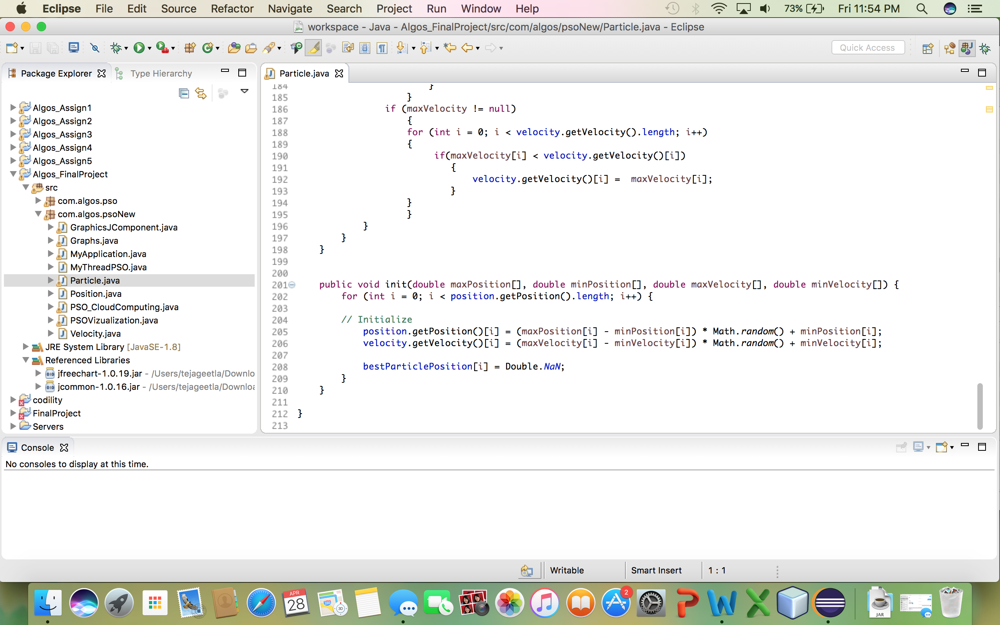 Eclipse File Edit Source Refactor Navigate Search Project Run Window Help 73% Fri 11:54 PM
workspace - Java - Algos_FinalProject/src/com/algos/psoNew/Particle.java - Eclipse
Quick Access
Package Explorer Type Hierarchy
Algos_Assign1
Algos_Assign2
Algos_Assign3
Algos_Assign4
Algos_Assign5
Algos_FinalProject
src
com.algos.pso
com.algos.psoNew
GraphicsJComponent.java
Graphs.java
MyApplication.java
MyThreadPSO.java
Particle.java
Position.java
PSO_CloudComputing.java
PSOVizualization.java
Velocity.java
JRE System Library [JavaSE-1.8]
Referenced Libraries
jfreechart-1.0.19.jar - /Users/tejageetla/Downlo
jcommon-1.0.16.jar - /Users/tejageetla/Downloa
codility
FinalProject
Servers
Particle.java
184 }
185 }
186 if (maxVelocity != null)
187 {
188 for (int i = 0; i < velocity.getVelocity().length; i++)
189 {
190 if(maxVelocity[i] < velocity.getVelocity()[i])
191 {
192 velocity.getVelocity()[i] = maxVelocity[i];
193 }
194 }
195 }
196 }
197 }
198 }
199
200
201 public void init(double maxPosition[], double minPosition[], double maxVelocity[], double minVelocity[]) {
202 for (int i = 0; i < position.getPosition().length; i++) {
203
204 // Initialize
205 position.getPosition()[i] = (maxPosition[i] - minPosition[i]) * Math.random() + minPosition[i];
206 velocity.getVelocity()[i] = (maxVelocity[i] - minVelocity[i]) * Math.random() + minVelocity[i];
207
208 bestParticlePosition[i] = Double.NaN;
209 }
210 }
211
212 }
213
Console
No consoles to display at this time.
Writable Smart Insert 1 : 1
APR
28
280
3D
2
JAR